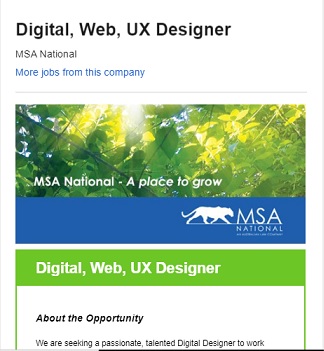 Digital, Web, UX Designer
MSA National
More jobs from this company
MSA National - A place to grow
MSA
NATIONAL
Digital, Web, UX Designer
About the Opportunity
We are seeking a passionate, talented Digital Designer to work